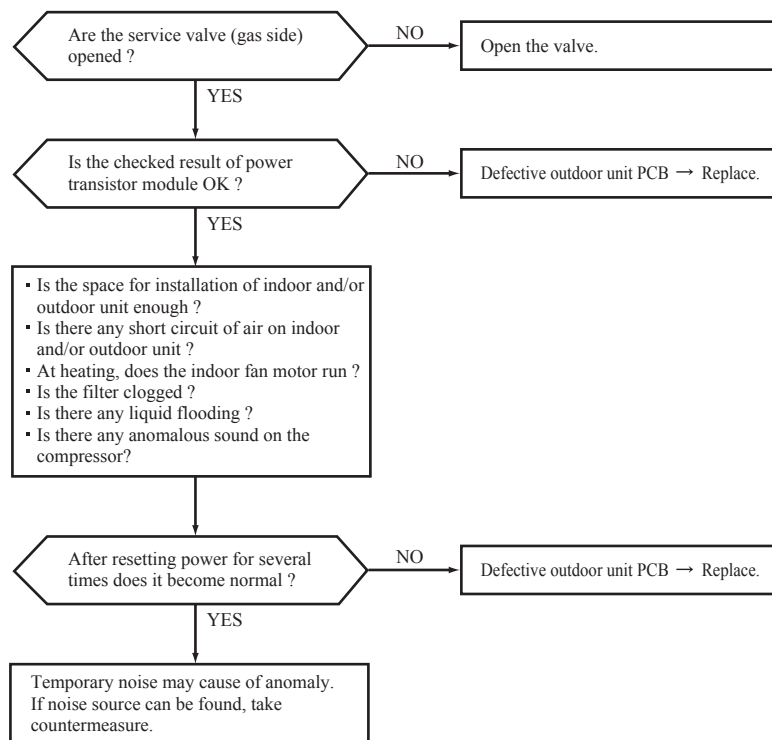 Are the service valve (gas side)
opened ?
NO
Open the valve.
YES
Is the checked result of power
transistor module OK ?
NO
Defective outdoor unit PCB → Replace.
YES
・Is the space for installation of indoor and/or
outdoor unit enough ?
・Is there any short circuit of air on indoor
and/or outdoor unit ?
・At heating, does the indoor fan motor run ?
・Is the filter clogged ?
・Is there any liquid flooding ?
・Is there any anomalous sound on the
compressor?
After resetting power for several
times does it become normal ?
NO
Defective outdoor unit PCB → Replace.
YES
Temporary noise may cause of anomaly.
If noise source can be found, take
countermeasure.